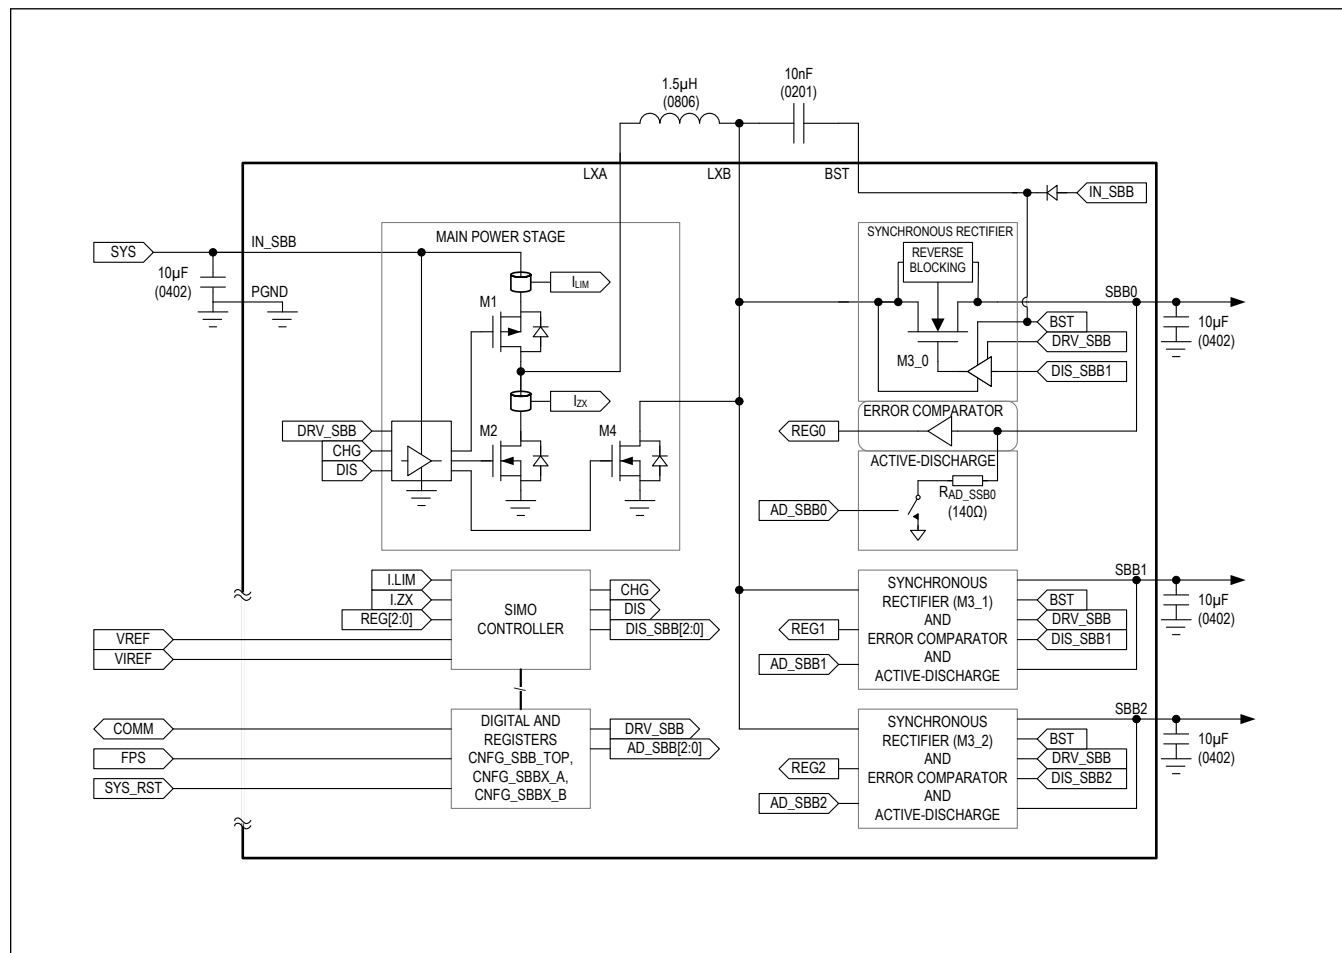 1.5µH
(0806)
10nF
(0201)
LXA
LXB
BST
IN_SBB
SYS
IN_SBB
10µF
(0402)
PGND
MAIN POWER STAGE
ILIM
M1
IZX
M2
M4
DRV_SBB
CHG
DIS
SYNCHRONOUS RECTIFIER
REVERSE
BLOCKING
SBB0
BST
DRV_SBB
DIS_SBB1
M3_0
10µF
(0402)
ERROR COMPARATOR
REG0
ACTIVE-DISCHARGE
RAD_SSB0
(140Ω)
AD_SBB0
I.LIM
I.ZX
REG[2:0]
VREF
VIREF
SIMO
CONTROLLER
CHG
DIS
DIS_SBB[2:0]
SYNCHRONOUS
RECTIFIER (M3_1)
AND
ERROR COMPARATOR
AND
ACTIVE-DISCHARGE
SBB1
BST
DRV_SBB
DIS_SBB1
REG1
AD_SBB1
10µF
(0402)
COMM
FPS
SYS_RST
DIGITAL AND
REGISTERS
CNFG_SBB_TOP,
CNFG_SBBX_A,
CNFG_SBBX_B
DRV_SBB
AD_SBB[2:0]
SYNCHRONOUS
RECTIFIER (M3_2)
AND
ERROR COMPARATOR
AND
ACTIVE-DISCHARGE
SBB2
BST
DRV_SBB
DIS_SBB2
REG2
AD_SBB2
10µF
(0402)